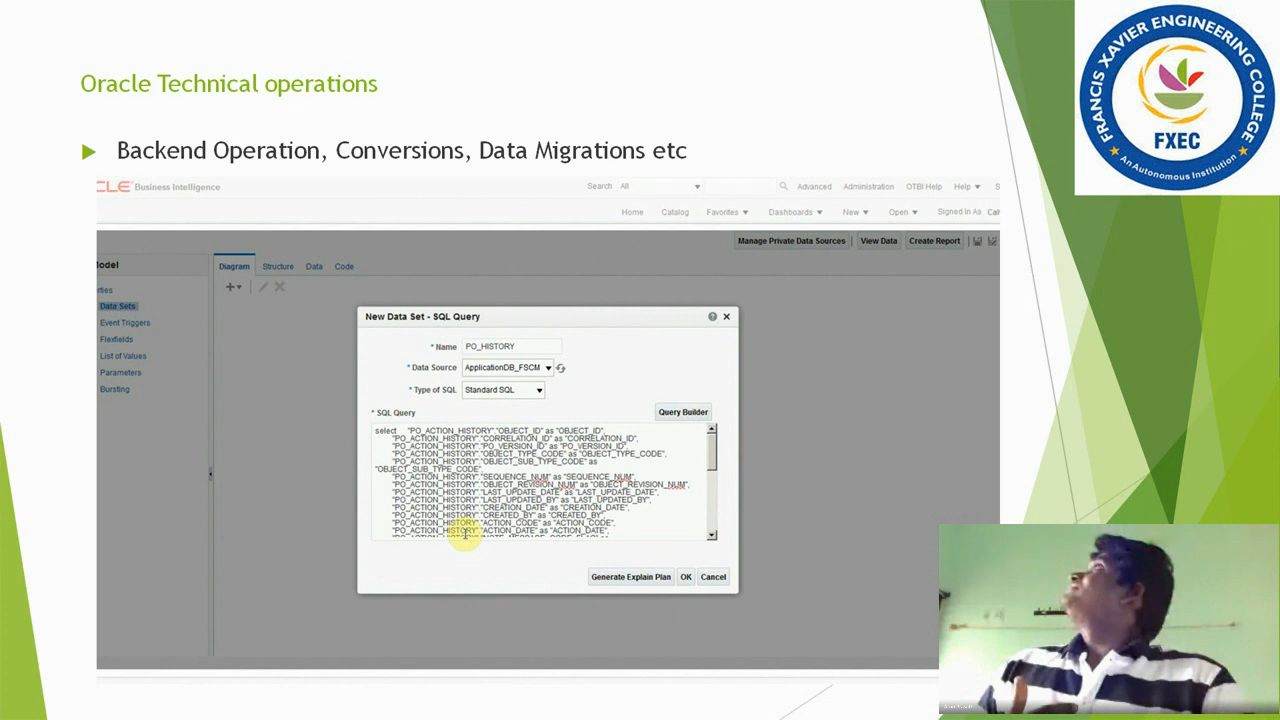 Oracle Technical operations
Backend Operation, Conversions, Data Migrations etc
FRANCIS XAVIER ENGINEERING COLLEGE
FXEC
An Autonomous Institution
CLE Business Intelligence
Search All Advanced Administration OTBI Help Help S
Home Catalog Favorites Dashboards New Open Signed In As Cal
Manage Private Data Sources View Data Create Report
odel
Diagram Structure Data Code
rties
Data Sets
Event Triggers
Flexfields
List of Values
Parameters
Bursting
New Data Set - SQL Query
* Name PO_HISTORY
* Data Source ApplicationDB_FSCM
* Type of SQL Standard SQL
* SQL Query Query Builder
select "PO_ACTION_HISTORY"."OBJECT_ID" as "OBJECT_ID",
"PO_ACTION_HISTORY"."CORRELATION_ID" as "CORRELATION_ID",
"PO_ACTION_HISTORY"."PO_VERSION_ID" as "PO_VERSION_ID",
"PO_ACTION_HISTORY"."OBJECT_TYPE_CODE" as "OBJECT_TYPE_CODE",
"PO_ACTION_HISTORY"."OBJECT_SUB_TYPE_CODE" as
"OBJECT_SUB_TYPE_CODE",
"PO_ACTION_HISTORY"."SEQUENCE_NUM" as "SEQUENCE_NUM",
"PO_ACTION_HISTORY"."OBJECT_REVISION_NUM" as "OBJECT_REVISION_NUM",
"PO_ACTION_HISTORY"."LAST_UPDATE_DATE" as "LAST_UPDATE_DATE",
"PO_ACTION_HISTORY"."LAST_UPDATED_BY" as "LAST_UPDATED_BY",
"PO_ACTION_HISTORY"."CREATION_DATE" as "CREATION_DATE",
"PO_ACTION_HISTORY"."CREATED_BY" as "CREATED_BY",
"PO_ACTION_HISTORY"."ACTION_CODE" as "ACTION_CODE",
"PO_ACTION_HISTORY"."ACTION_DATE" as "ACTION_DATE",
Generate Explain Plan OK Cancel